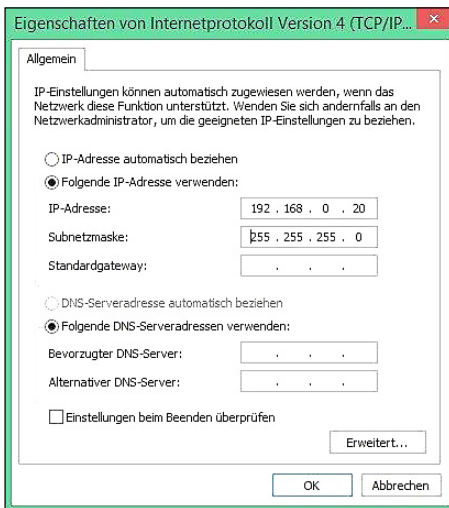 Eigenschaften von Internetprotokoll Version 4 (TCP/IP...
Allgemein
IP-Einstellungen können automatisch zugewiesen werden, wenn das
Netzwerk diese Funktion unterstützt. Wenden Sie sich andernfalls an den
Netzwerkadministrator, um die geeigneten IP-Einstellungen zu beziehen.
IP-Adresse automatisch beziehen
Folgende IP-Adresse verwenden:
IP-Adresse: 192 . 168 . 0 . 20
Subnetzmaske: 255 . 255 . 255 . 0
Standardgateway: . . .
DNS-Serveradresse automatisch beziehen
Folgende DNS-Serveradressen verwenden:
Bevorzugter DNS-Server: . . .
Alternativer DNS-Server: . . .
Einstellungen beim Beenden überprüfen
Erweitert...
OK Abbrechen